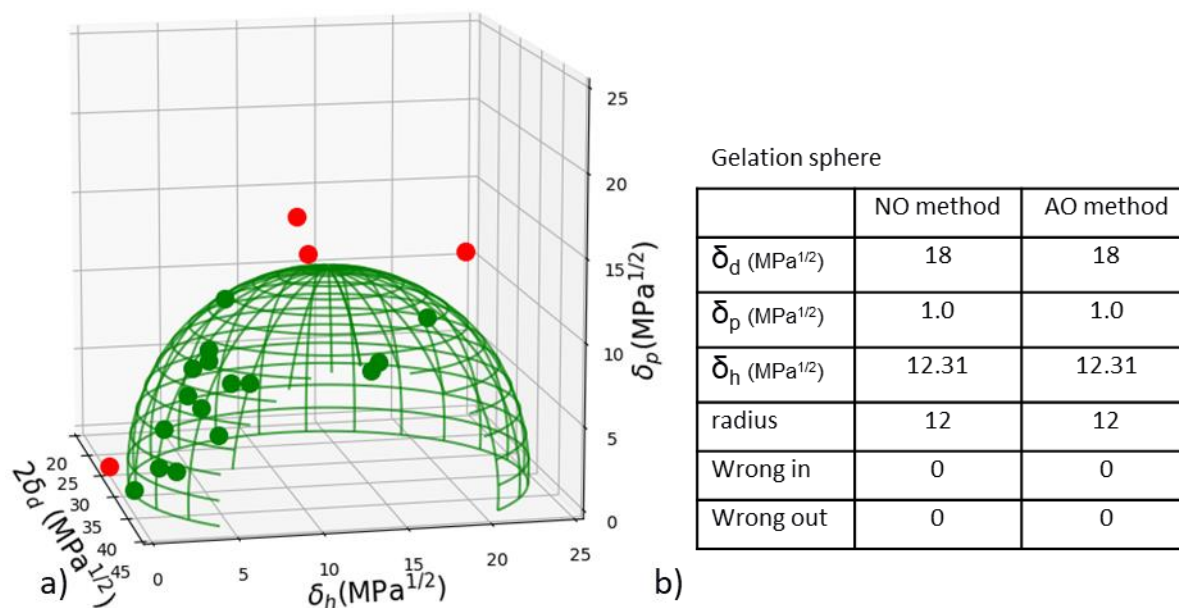 25
20
15
10
5
0
δp(MPa1/2)
20
25
30
35
40
45
2δd (MPa1/2)
0
5
10
15
20
25
δh(MPa1/2)
a)
Gelation sphere
NO method AO method
δd (MPa1/2) 18 18
δp (MPa1/2) 1.0 1.0
δh (MPa1/2) 12.31 12.31
radius 12 12
Wrong in 0 0
Wrong out 0 0
b)